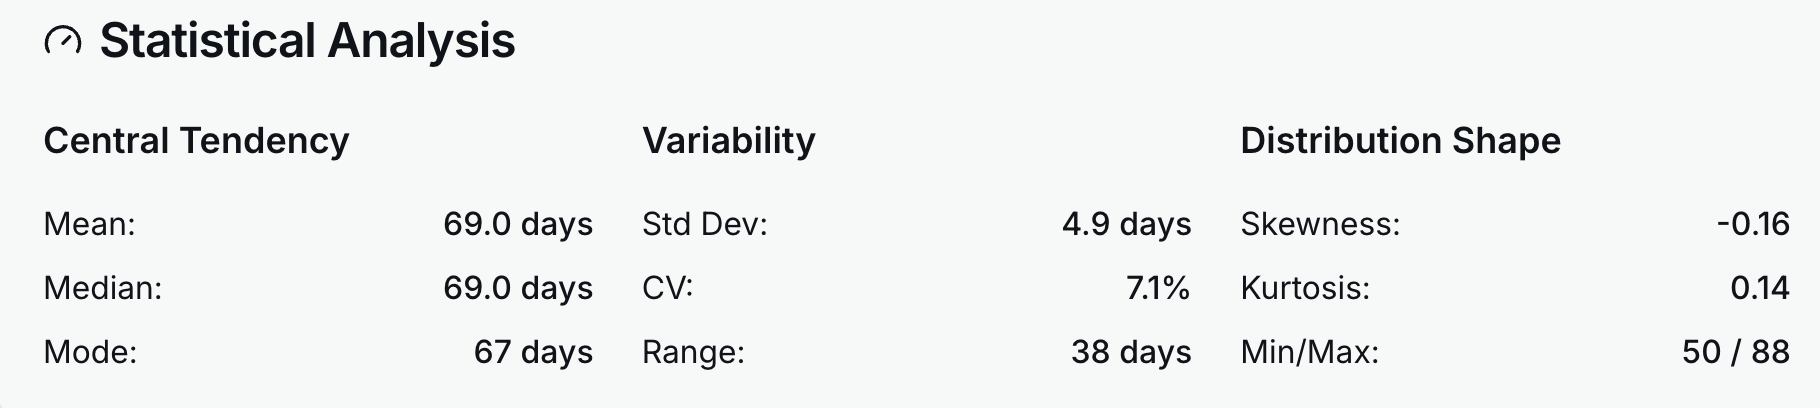 Statistical Analysis
Central Tendency
Mean: 69.0 days
Median: 69.0 days
Mode: 67 days
Variability
Std Dev: 4.9 days
CV: 7.1%
Range: 38 days
Distribution Shape
Skewness: -0.16
Kurtosis: 0.14
Min/Max: 50 / 88